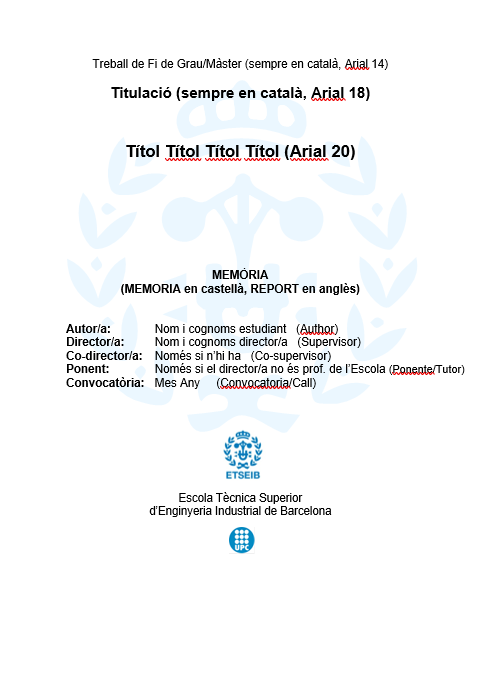 Treball de Fi de Grau/Màster (sempre en català, Arial 14)
Titulació (sempre en català, Arial 18)
Títol Títol Títol Títol (Arial 20)
MEMÒRIA
(MEMORIA en castellà, REPORT en anglès)
Autor/a: Nom i cognoms estudiant (Author)
Director/a: Nom i cognoms director/a (Supervisor)
Co-director/a: Només si n’hi ha (Co-supervisor)
Ponent: Només si el director/a no és prof. de l’Escola (Ponente/Tutor)
Convocatòria: Mes Any (Convocatoria/Call)
ETSEIB
Escola Tècnica Superior
d’Enginyeria Industrial de Barcelona
UPC